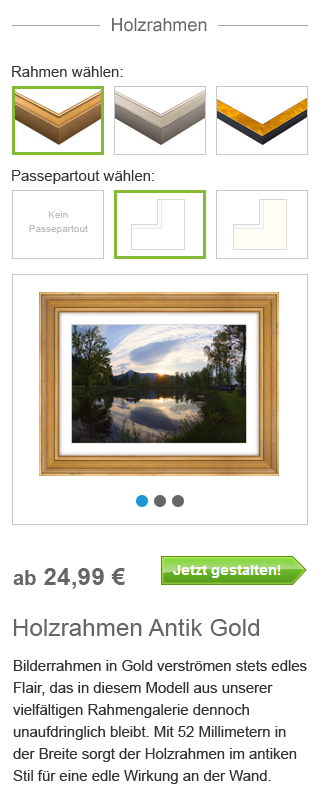 Holzrahmen
Rahmen wählen:
Passepartout wählen:
Kein
Passepartout
ab 24,99 €
Jetzt gestalten!
Holzrahmen Antik Gold
Bilderrahmen in Gold verströmen stets edles
Flair, das in diesem Modell aus unserer
vielfältigen Rahmengalerie dennoch
unaufdringlich bleibt. Mit 52 Millimetern in
der Breite sorgt der Holzrahmen im antiken
Stil für eine edle Wirkung an der Wand.